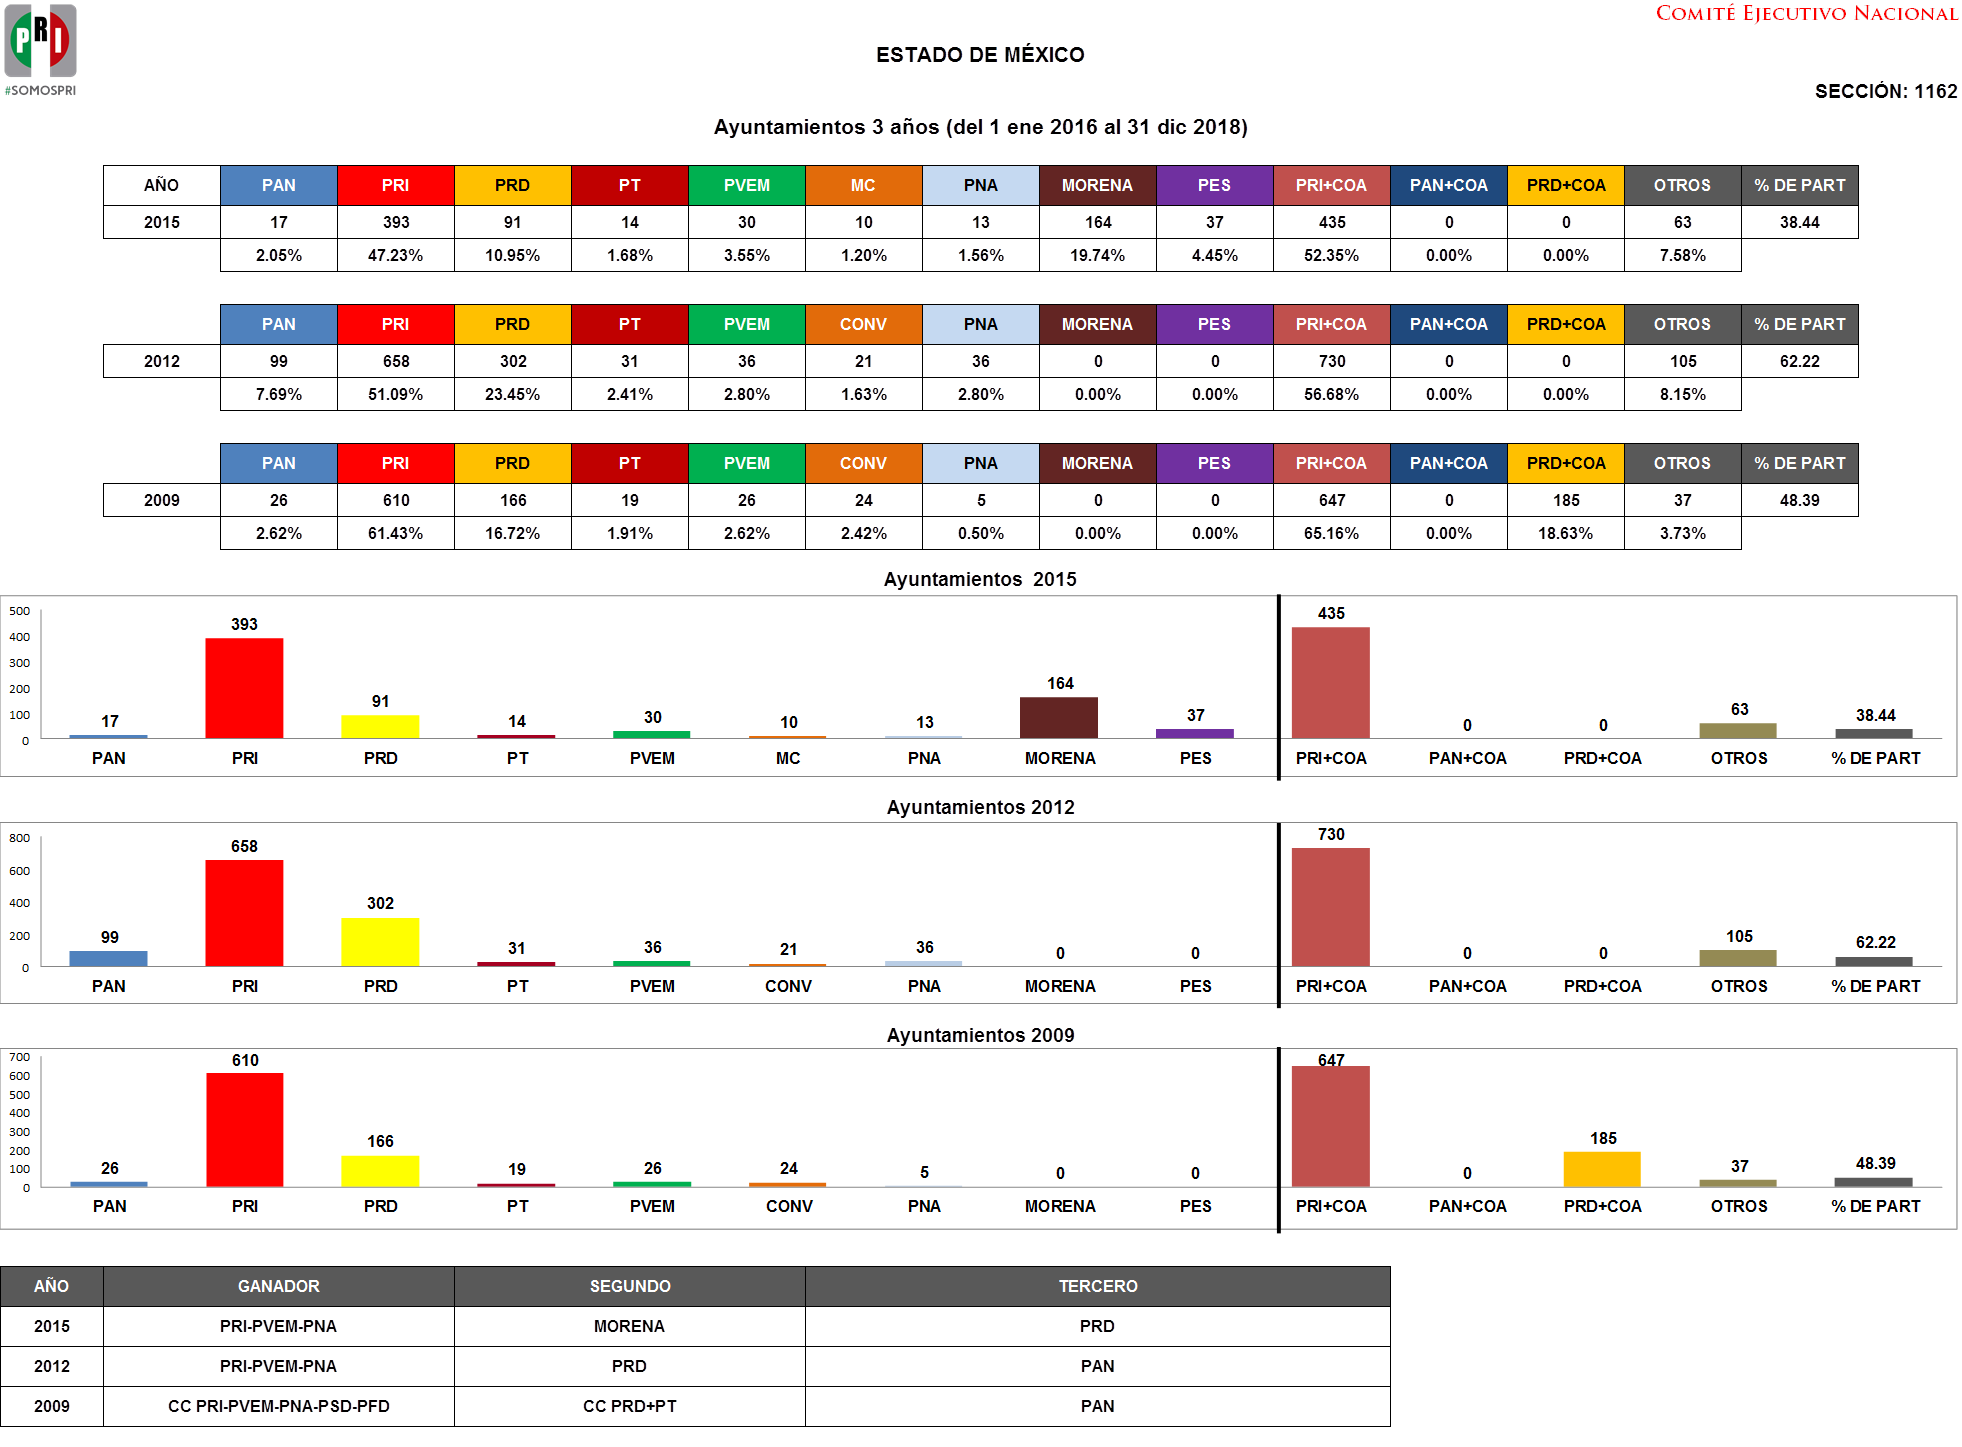 PRI
#SOMOSPRI
COMITÉ EJECUTIVO NACIONAL
ESTADO DE MÉXICO
SECCIÓN: 1162
Ayuntamientos 3 años (del 1 ene 2016 al 31 dic 2018)
AÑO PAN PRI PRD PT PVEM MC PNA MORENA PES PRI+COA PAN+COA PRD+COA OTROS % DE PART
2015 17 393 91 14 30 10 13 164 37 435 0 0 63 38.44
2.05% 47.23% 10.95% 1.68% 3.55% 1.20% 1.56% 19.74% 4.45% 52.35% 0.00% 0.00% 7.58%
PAN PRI PRD PT PVEM CONV PNA MORENA PES PRI+COA PAN+COA PRD+COA OTROS % DE PART
2012 99 658 302 31 36 21 36 0 0 730 0 0 105 62.22
7.69% 51.09% 23.45% 2.41% 2.80% 1.63% 2.80% 0.00% 0.00% 56.68% 0.00% 0.00% 8.15%
PAN PRI PRD PT PVEM CONV PNA MORENA PES PRI+COA PAN+COA PRD+COA OTROS % DE PART
2009 26 610 166 19 26 24 5 0 0 647 0 185 37 48.39
2.62% 61.43% 16.72% 1.91% 2.62% 2.42% 0.50% 0.00% 0.00% 65.16% 0.00% 18.63% 3.73%
Ayuntamientos 2015
500
400
300
200
100
0
17 393 91 14 30 10 13 164 37 435 0 0 63 38.44
PAN PRI PRD PT PVEM MC PNA MORENA PES PRI+COA PAN+COA PRD+COA OTROS % DE PART
Ayuntamientos 2012
800
600
400
200
0
99 658 302 31 36 21 36 0 0 730 0 0 105 62.22
PAN PRI PRD PT PVEM CONV PNA MORENA PES PRI+COA PAN+COA PRD+COA OTROS % DE PART
Ayuntamientos 2009
700
600
500
400
300
200
100
0
26 610 166 19 26 24 5 0 0 647 0 185 37 48.39
PAN PRI PRD PT PVEM CONV PNA MORENA PES PRI+COA PAN+COA PRD+COA OTROS % DE PART
AÑO GANADOR SEGUNDO TERCERO
2015 PRI-PVEM-PNA MORENA PRD
2012 PRI-PVEM-PNA PRD PAN
2009 CC PRI-PVEM-PNA-PSD-PFD CC PRD+PT PAN